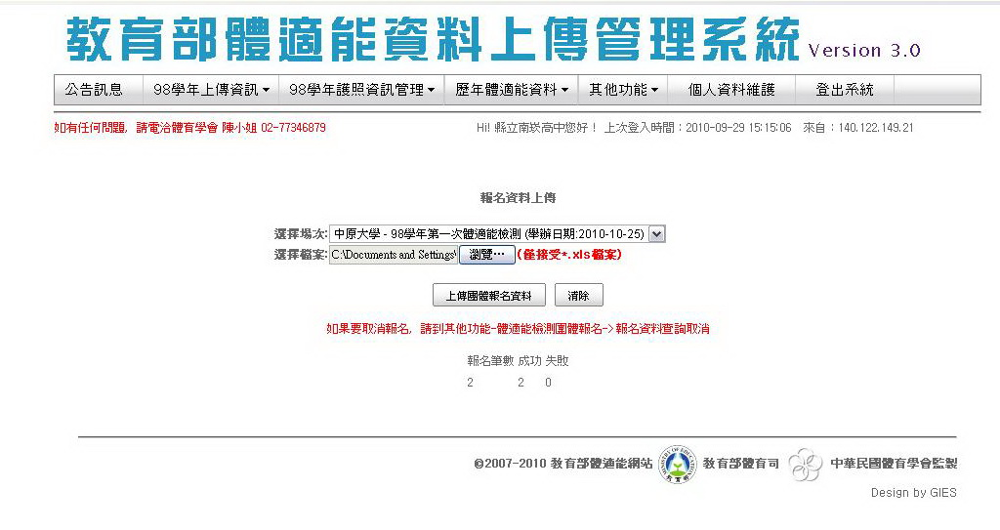 教育部體適能資料上傳管理系統 Version 3.0
公告訊息 98學年上傳資訊 98學年護照資訊管理 歷年體適能資料 其他功能 個人資料維護 登出系統
如有任何問題, 請電洽體育學會 陳小姐 02-77346879 Hi! 縣立南崁高中您好！ 上次登入時間：2010-09-29 15:15:06 來自：140.122.149.21
報名資料上傳
選擇場次: 中原大學 - 98學年第一次體適能檢測 (學辦日期:2010-10-25)
選擇檔案: C:\Documents and Settings\ 瀏覽… (僅接受*.xls檔案)
上傳團體報名資料 清除
如果要取消報名, 請到其他功能-體適能檢測團體報名->報名資料查詢取消
報名筆數 成功 失敗
2 2 0
©2007-2010 教育部體適能網站 MINISTRY OF EDUCATION 教育部 教育部體育司 中華民國體育學會監製
Design by GIES